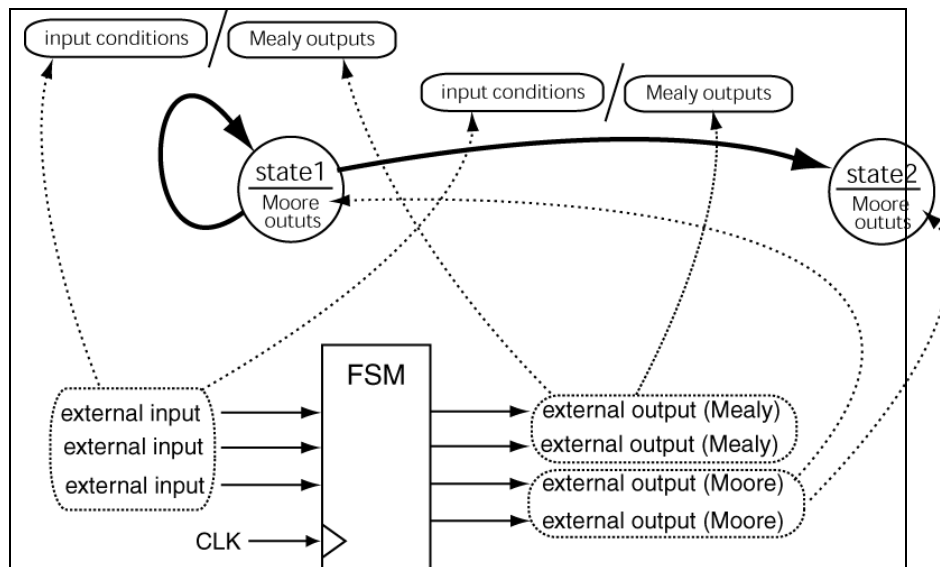 input conditions / Mealy outputs
input conditions / Mealy outputs
state1
Moore
oututs
state2
Moore
oututs
FSM
external input
external input
external input
CLK
external output (Mealy)
external output (Mealy)
external output (Moore)
external output (Moore)